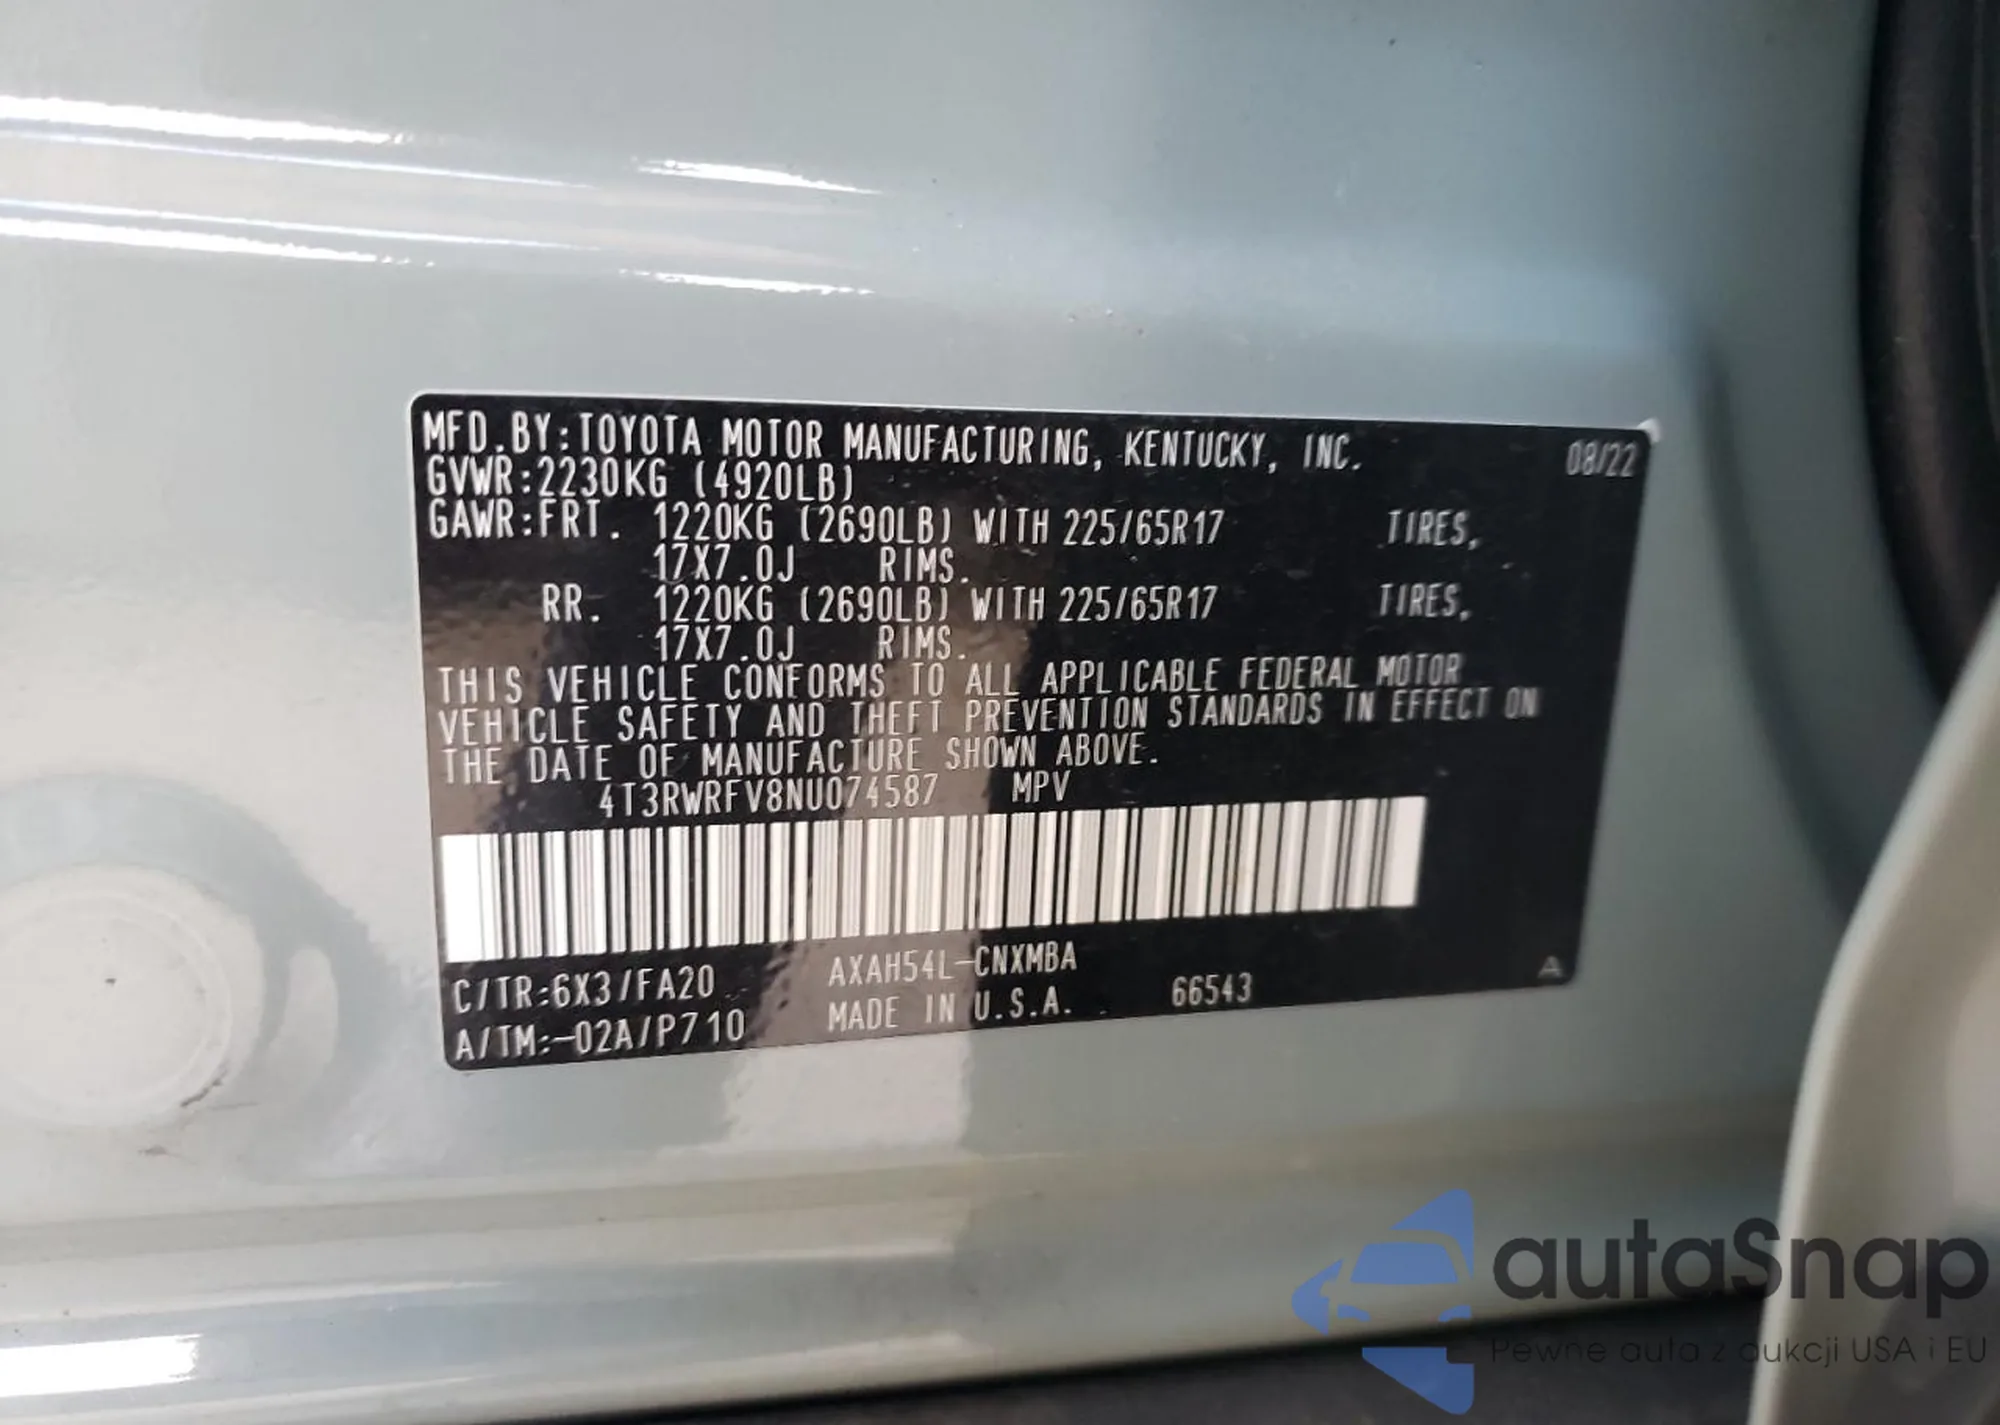 MFD.BY:TOYOTA MOTOR MANUFACTURING, KENTUCKY, INC. 08/22
GVWR:2230KG (4920LB)
GAWR:FRT. 1220KG (2690LB) WITH 225/65R17 TIRES,
17X7.0J RIMS.
RR. 1220KG (2690LB) WITH 225/65R17 TIRES,
17X7.0J RIMS.
THIS VEHICLE CONFORMS TO ALL APPLICABLE FEDERAL MOTOR
VEHICLE SAFETY AND THEFT PREVENTION STANDARDS IN EFFECT ON
THE DATE OF MANUFACTURE SHOWN ABOVE.
4T3RWRFV8NU074587 MPV
C/TR:6X3/FA20 AXAH54L-CNXMBA
A/TM:-02A/P710 MADE IN U.S.A. 66543 A
autaSnap
Pewne auta z aukcji USA i EU